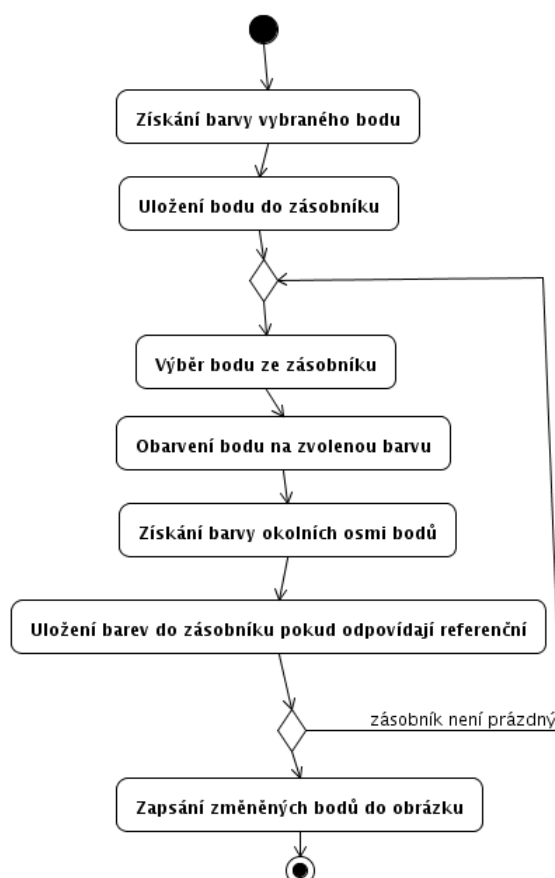 Získání barvy vybraného bodu
Uložení bodu do zásobníku
Výběr bodu ze zásobníku
Obarvení bodu na zvolenou barvu
Získání barvy okolních osmi bodů
Uložení barev do zásobníku pokud odpovídají referenční
zásobník není prázdný
Zapsání změněných bodů do obrázku